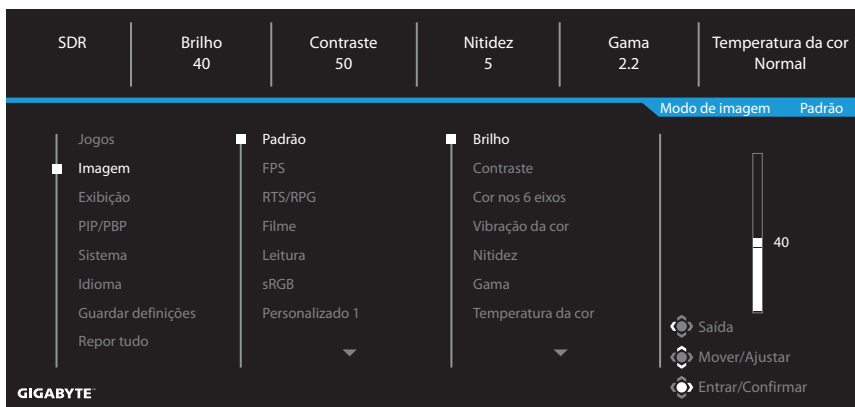 SDR
Brilho
40
Contraste
50
Nitidez
5
Gama
2.2
Temperatura da cor
Normal
Modo de imagem Padrão
Jogos
Imagem
Exibição
PIP/PBP
Sistema
Idioma
Guardar definições
Repor tudo
Padrão
FPS
RTS/RPG
Filme
Leitura
sRGB
Personalizado 1
Brilho
Contraste
Cor nos 6 eixos
Vibração da cor
Nitidez
Gama
Temperatura da cor
40
Saída
Mover/Ajustar
Entrar/Confirmar
GIGABYTE™